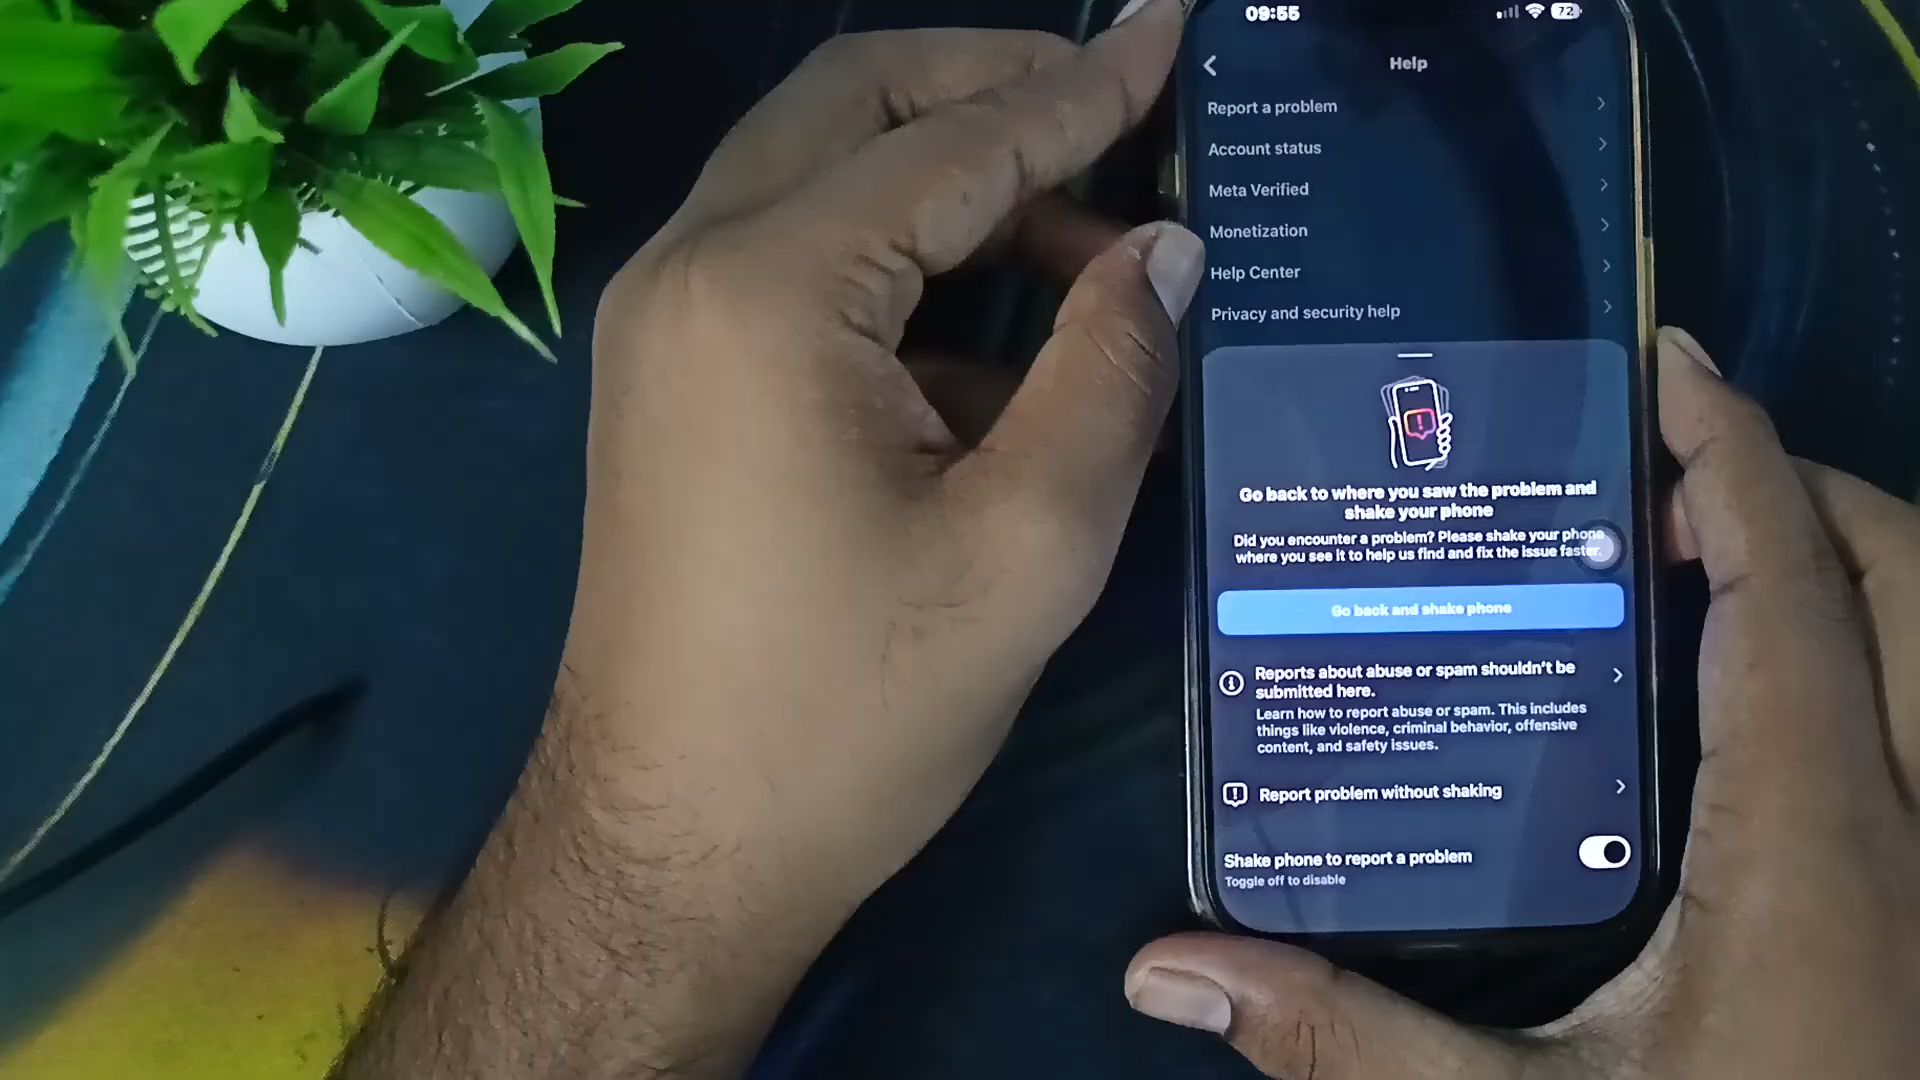 09:55
72
Help
Report a problem
Account status
Meta Verified
Monetization
Help Center
Privacy and security help
Go back to where you saw the problem and
shake your phone
Did you encounter a problem? Please shake your phone
where you see it to help us find and fix the issue faster.
Go back and shake phone
Reports about abuse or spam shouldn't be
submitted here.
Learn how to report abuse or spam. This includes
things like violence, criminal behavior, offensive
content, and safety issues.
Report problem without shaking
Shake phone to report a problem
Toggle off to disable